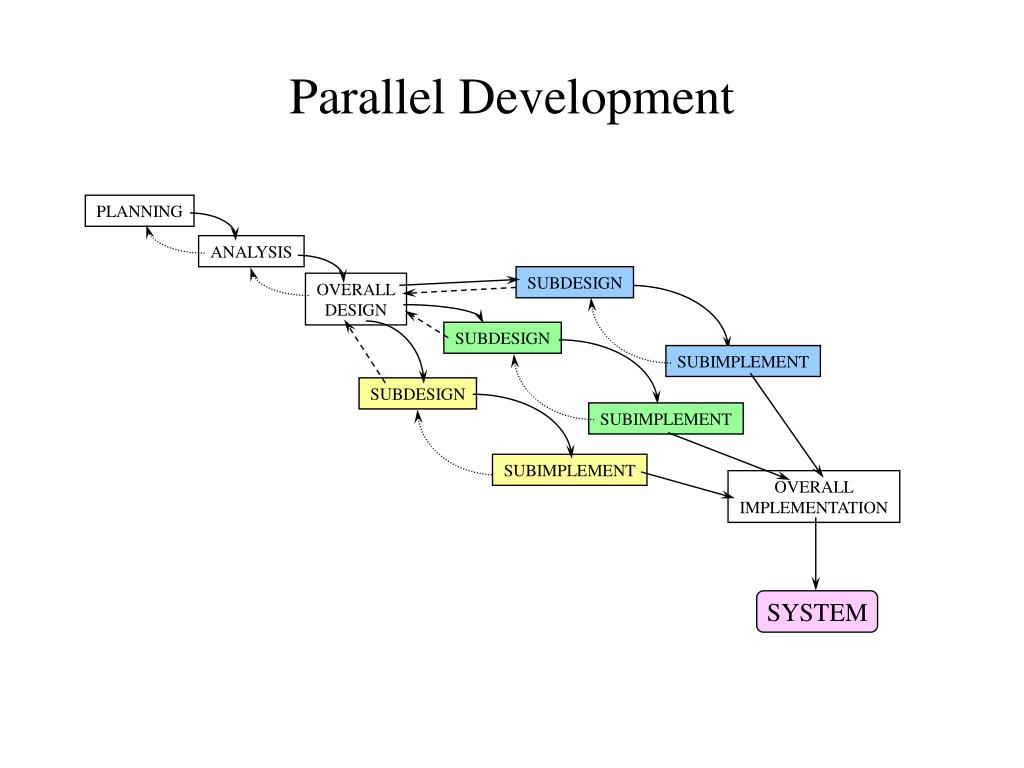 Parallel Development
PLANNING
ANALYSIS
OVERALL
DESIGN
SUBDESIGN
SUBDESIGN
SUBIMPLEMENT
SUBDESIGN
SUBIMPLEMENT
SUBIMPLEMENT
OVERALL
IMPLEMENTATION
SYSTEM